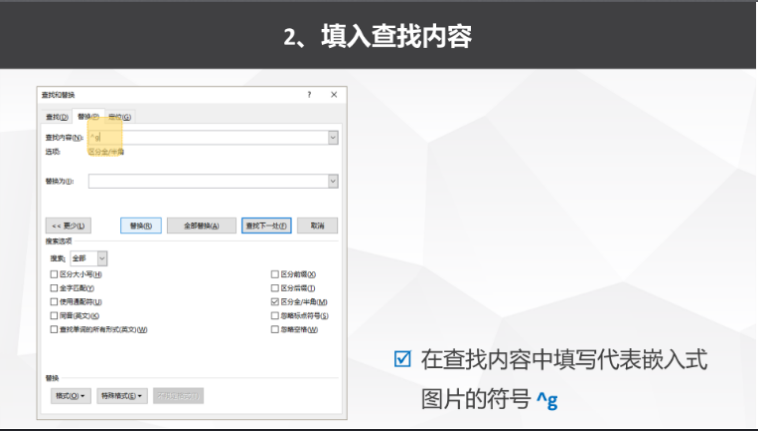 2、填入查找内容
查找和替换
查找(D) 替换(P) 定位(G)
查找内容(N): ^g
选项: 区分全/半角
替换为(I):
<< 更少(L) 替换(R) 全部替换(A) 查找下一处(F) 取消
搜索选项
搜索: 全部
区分大小写(H) 区分前缀(X)
全字匹配(Y) 区分后缀(T)
使用通配符(U) 区分全/半角(M)
同音(英文)(K) 忽略标点符号(S)
查找单词的所有形式(英文)(W) 忽略空格(W)
替换
格式(O) 特殊格式(E)
在查找内容中填写代表嵌入式
图片的符号 ^g